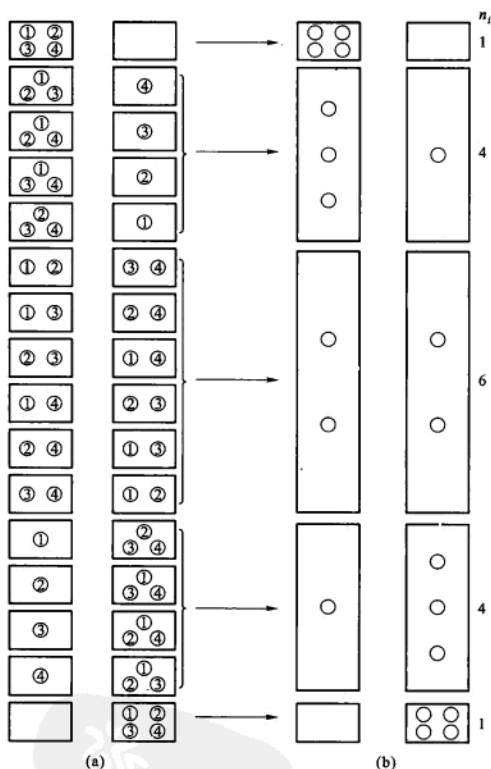 n_i
① ② ③ ④ 1
① ② ③ ④
① ② ④ ③ 4
① ③ ④ ②
② ③ ④ ①
① ② ③ ④
① ③ ② ④
② ③ ① ④ 6
① ④ ② ③
② ④ ① ③
③ ④ ① ②
① ② ③ ④
② ① ③ ④
③ ① ② ④ 4
④ ① ② ③
① ② ③ ④ 1
(a) (b)